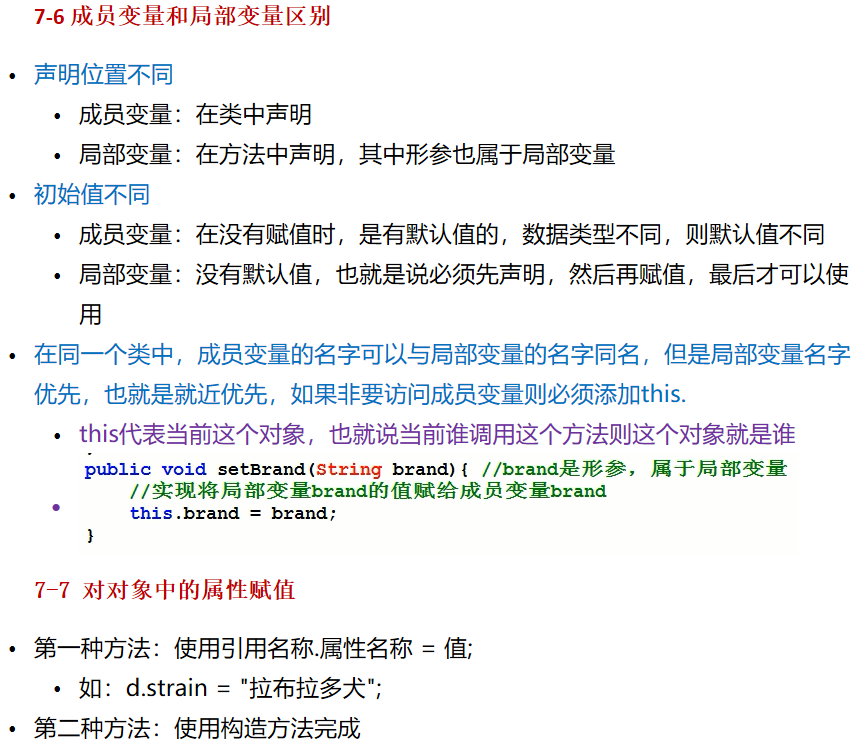 7-6 成员变量和局部变量区别
• 声明位置不同
• 成员变量：在类中声明
• 局部变量：在方法中声明，其中形参也属于局部变量
• 初始值不同
• 成员变量：在没有赋值时，是有默认值的，数据类型不同，则默认值不同
• 局部变量：没有默认值，也就是说必须先声明，然后再赋值，最后才可以使
用
• 在同一个类中，成员变量的名字可以与局部变量的名字同名，但是局部变量名字
优先，也就是就近优先，如果非要访问成员变量则必须添加this.
• this代表当前这个对象，也就说当前谁调用这个方法则这个对象就是谁
public void setBrand(String brand){ //brand是形参，属于局部变量
//实现将局部变量brand的值赋给成员变量brand
• this.brand = brand;
}
7-7 对对象中的属性赋值
• 第一种方法：使用引用名称.属性名称 = 值;
• 如：d.strain = "拉布拉多犬";
• 第二种方法：使用构造方法完成